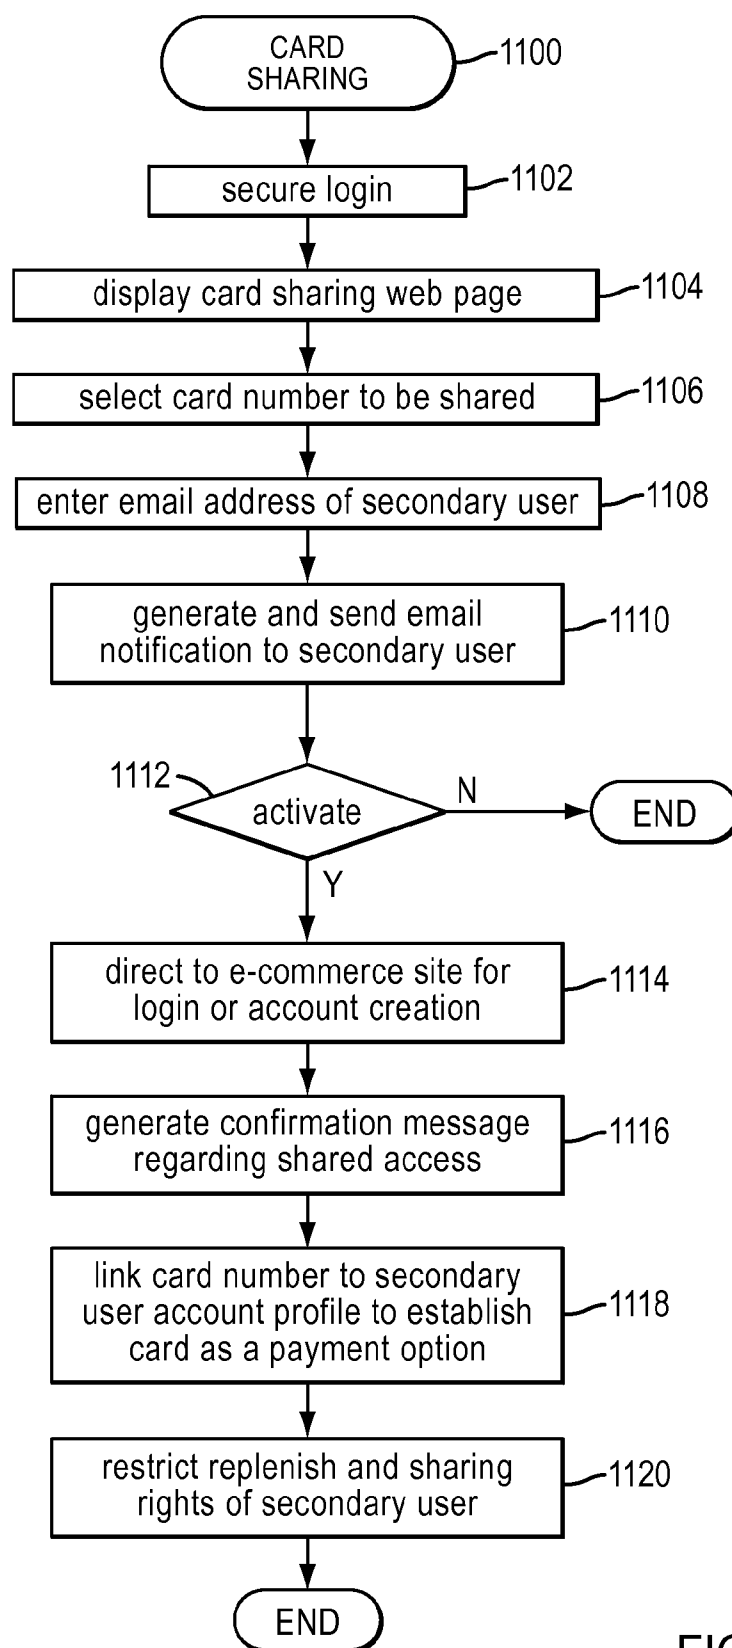 CARD
SHARING
1100
secure login
1102
display card sharing web page
1104
select card number to be shared
1106
enter email address of secondary user
1108
generate and send email
notification to secondary user
1110
1112
activate
N
END
Y
direct to e-commerce site for
login or account creation
1114
generate confirmation message
regarding shared access
1116
link card number to secondary
user account profile to establish
card as a payment option
1118
restrict replenish and sharing
rights of secondary user
1120
END